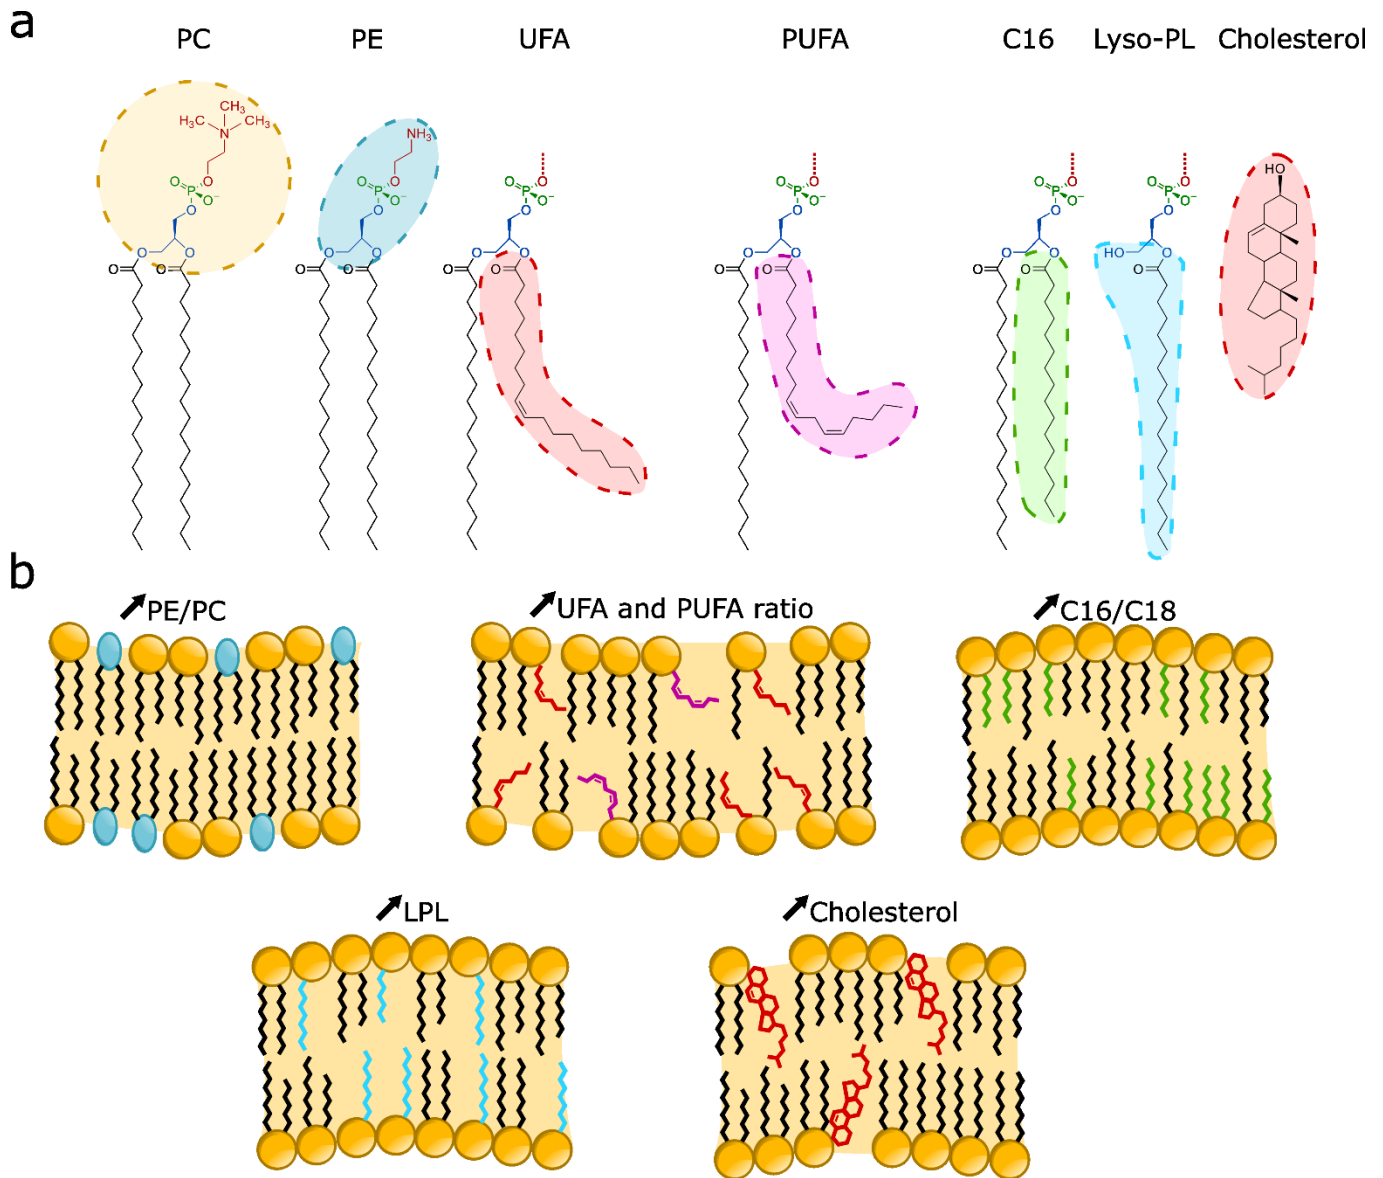 a
PC PE UFA PUFA C16 Lyso-PL Cholesterol
CH₃
H₃C N⁺ CH₃
O
O P O⁻
O
O O
O O
NH₃
O
O P O⁻
O
O O
O O
O
O P O⁻
O
O O
O O
O
O P O⁻
O
O O
O O
O
O P O⁻
O
O O
O O
O
O P O⁻
O
HO O
O
HO
b
PE/PC
UFA and PUFA ratio
C16/C18
LPL
Cholesterol